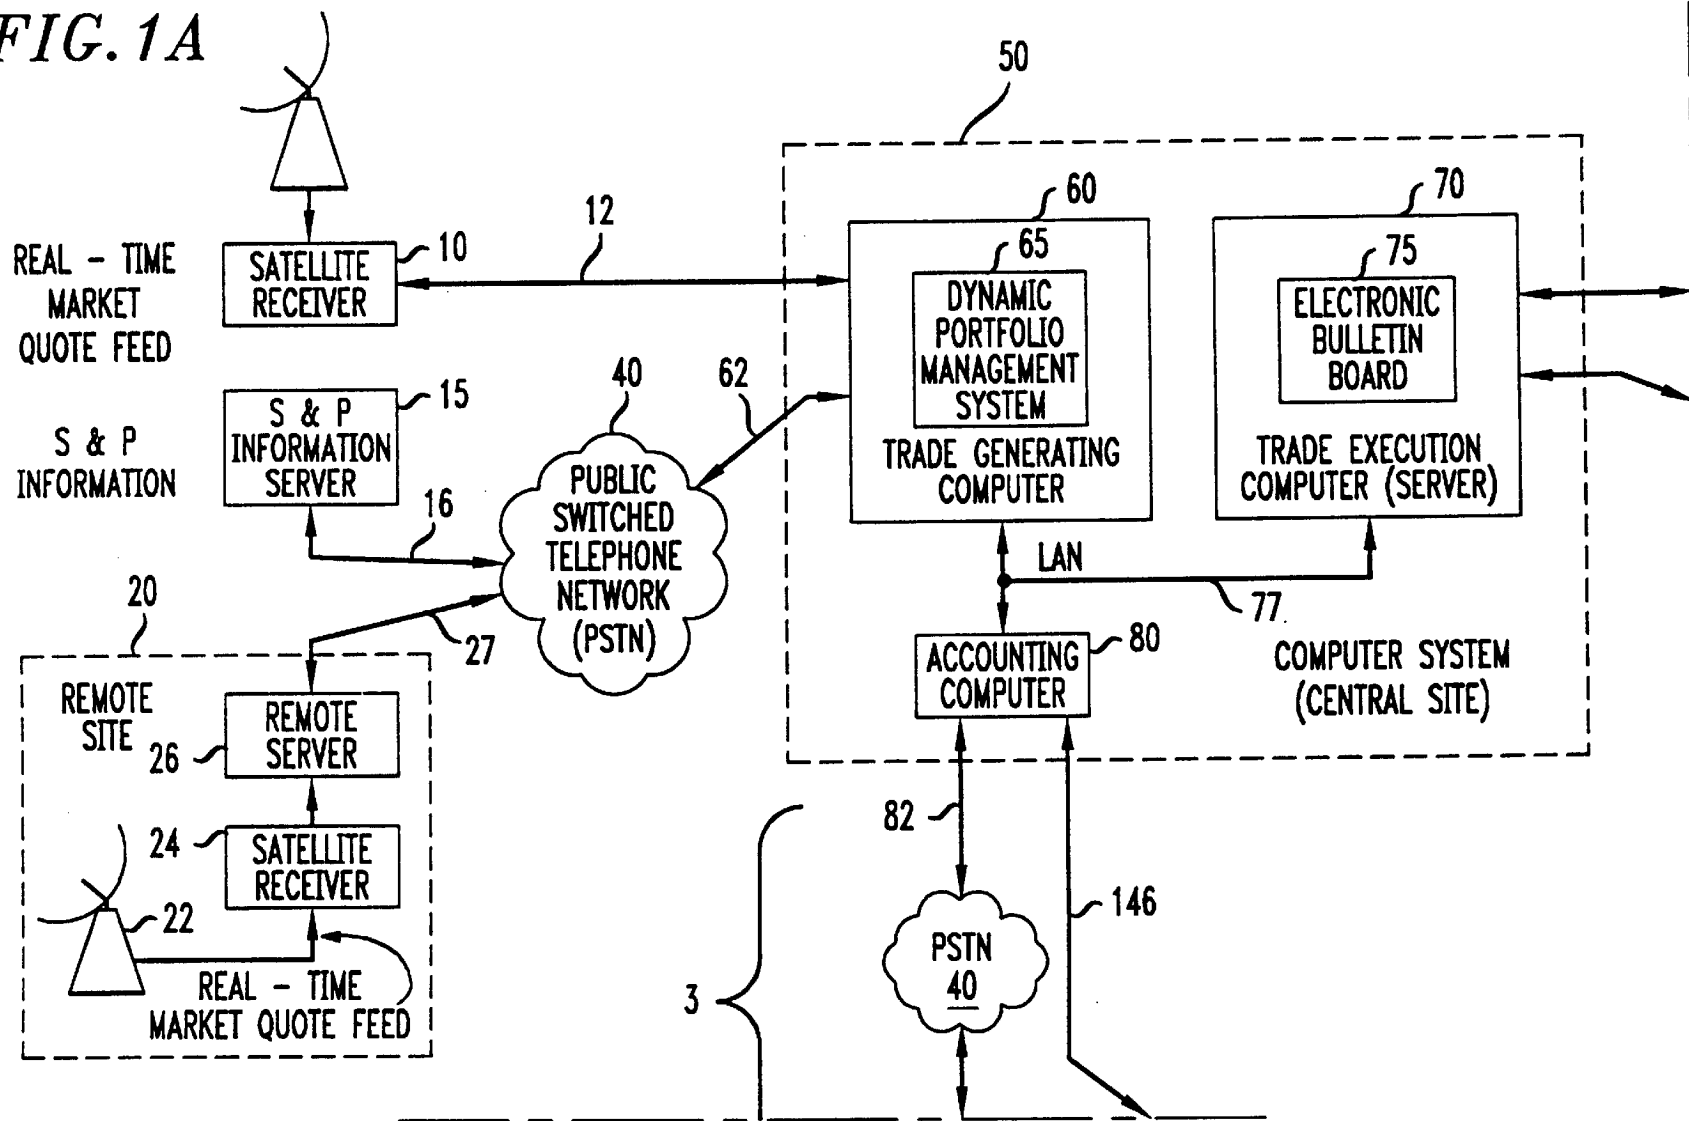 FIG. 1A
50
12
60
70
65
75
REAL - TIME
MARKET
QUOTE FEED
SATELLITE
RECEIVER
10
DYNAMIC
PORTFOLIO
MANAGEMENT
SYSTEM
TRADE GENERATING
COMPUTER
ELECTRONIC
BULLETIN
BOARD
TRADE EXECUTION
COMPUTER (SERVER)
S & P
INFORMATION
S & P
INFORMATION
SERVER
15
16
40
62
PUBLIC
SWITCHED
TELEPHONE
NETWORK
(PSTN)
LAN
77
27
20
REMOTE
SITE
REMOTE
SERVER
26
ACCOUNTING
COMPUTER
80
COMPUTER SYSTEM
(CENTRAL SITE)
24
SATELLITE
RECEIVER
22
REAL - TIME
MARKET QUOTE FEED
82
146
3
PSTN
40